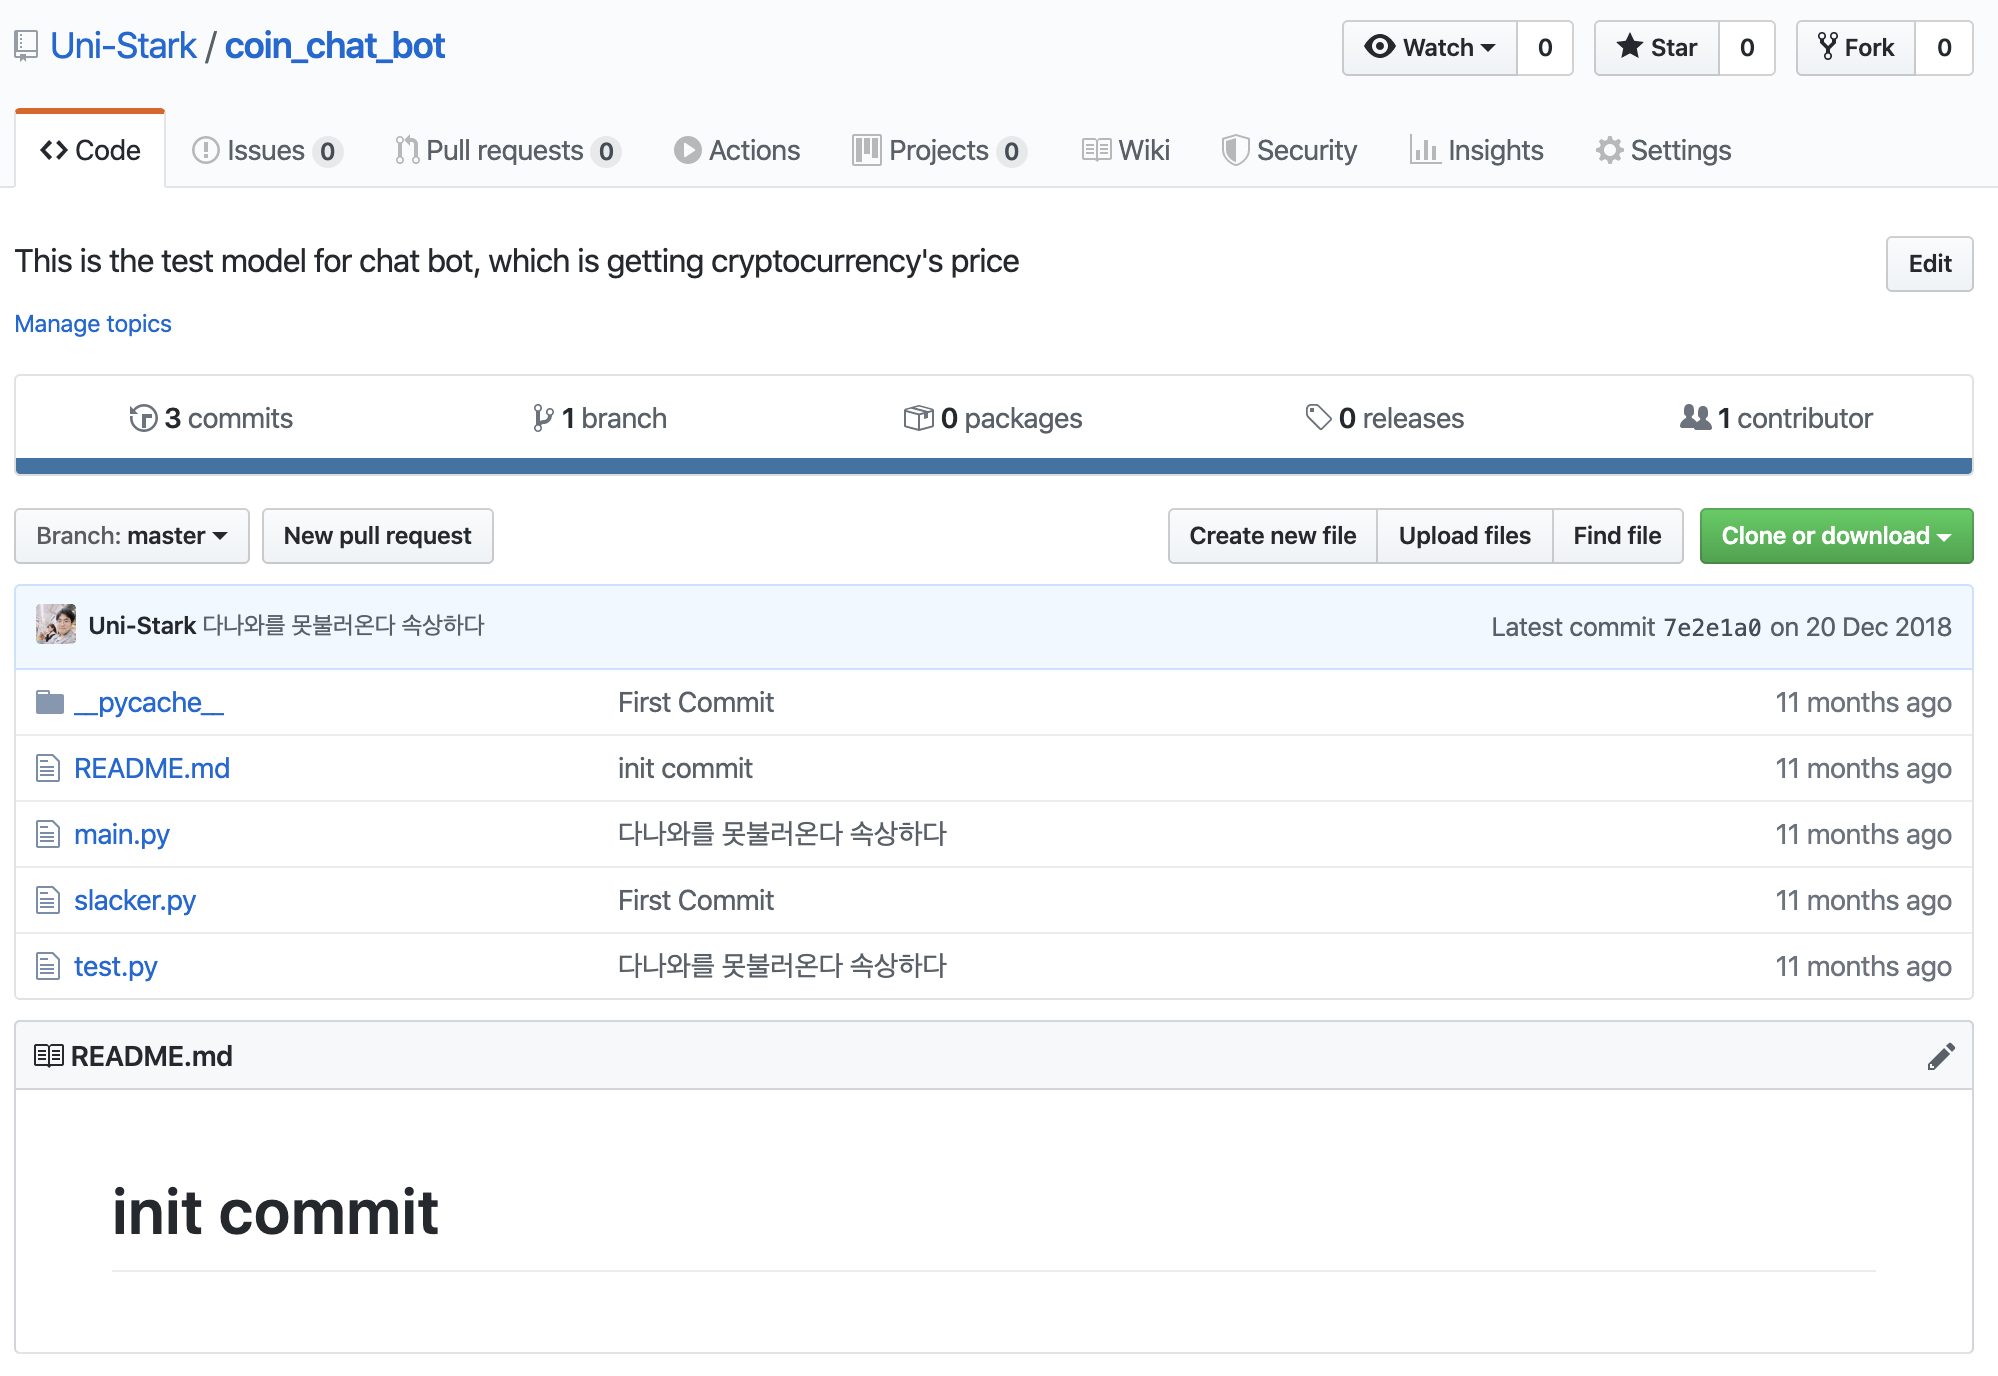 Uni-Stark / coin_chat_bot
Watch 0 Star 0 Fork 0
Code Issues 0 Pull requests 0 Actions Projects 0 Wiki Security Insights Settings
This is the test model for chat bot, which is getting cryptocurrency's price
Edit
Manage topics
3 commits 1 branch 0 packages 0 releases 1 contributor
Branch: master New pull request Create new file Upload files Find file Clone or download
Uni-Stark 다나와를 못불러온다 속상하다 Latest commit 7e2e1a0 on 20 Dec 2018
__pycache__ First Commit 11 months ago
README.md init commit 11 months ago
main.py 다나와를 못불러온다 속상하다 11 months ago
slacker.py First Commit 11 months ago
test.py 다나와를 못불러온다 속상하다 11 months ago
README.md
init commit